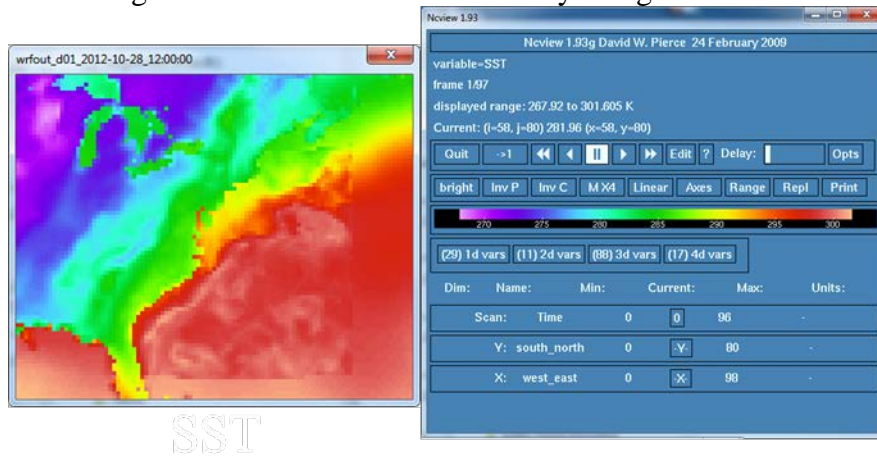 Ncview 1.93
Ncview 1.93g David W. Pierce 24 February 2009
wrfout_d01_2012-10-28_12:00:00
variable=SST
frame 1/97
displayed range: 267.92 to 301.605 K
Current: (i=58, j=80) 281.96 (x=58, y=80)
Quit ->1 Edit ? Delay: Opts
bright Inv P Inv C M X4 Linear Axes Range Repl Print
270 275 280 285 290 295 300
(29) 1d vars (11) 2d vars (88) 3d vars (17) 4d vars
Dim: Name: Min: Current: Max: Units:
Scan: Time 0 0 96 -
Y: south_north 0 -Y- 80 -
X: west_east 0 -X- 98 -
SST